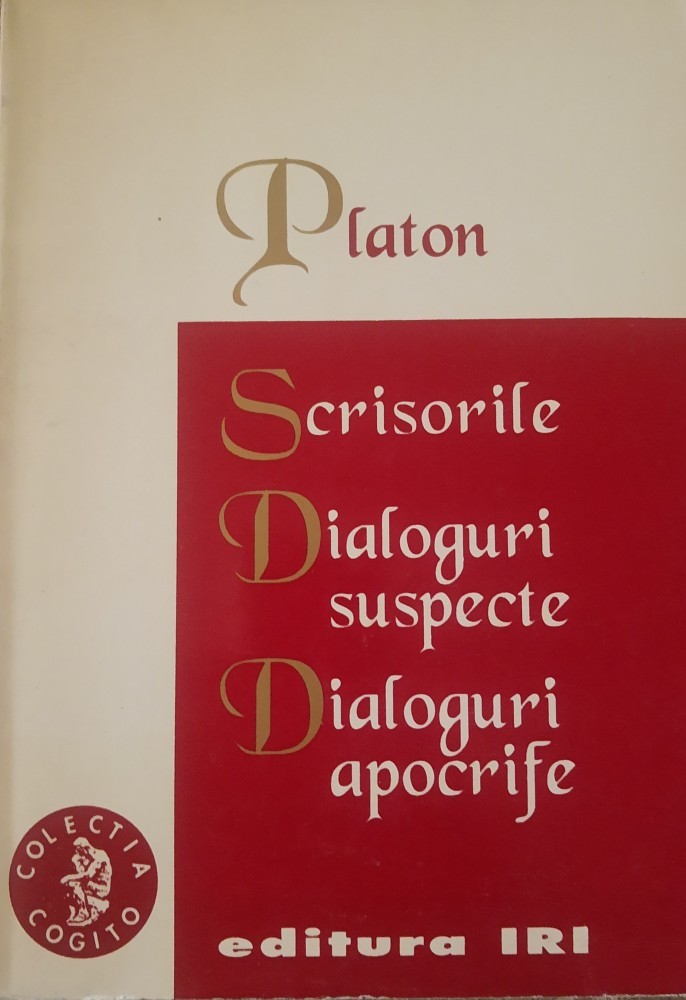 Platon
Scrisorile
Dialoguri
suspecte
Dialoguri
apocrife
COLECTIA
COGITO
editura IRI